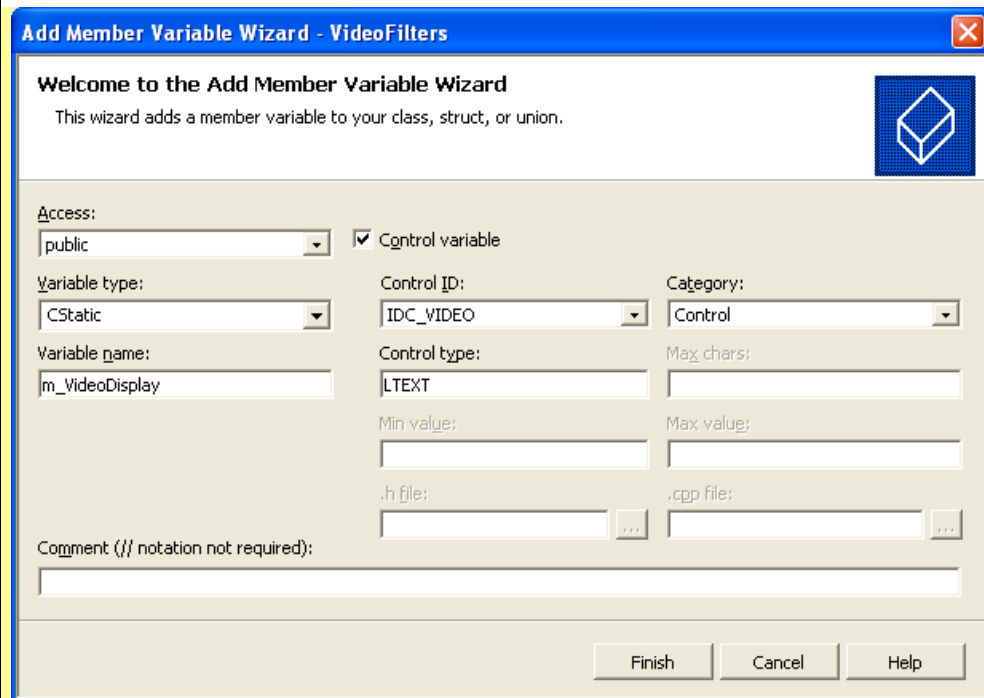 Add Member Variable Wizard - VideoFilters
Welcome to the Add Member Variable Wizard
This wizard adds a member variable to your class, struct, or union.
Access:
public
Control variable
Variable type:
Control ID:
Category:
CStatic
IDC_VIDEO
Control
Variable name:
Control type:
Max chars:
m_VideoDisplay
LTEXT
Min value:
Max value:
.h file:
.cpp file:
...
...
Comment (// notation not required):
Finish
Cancel
Help